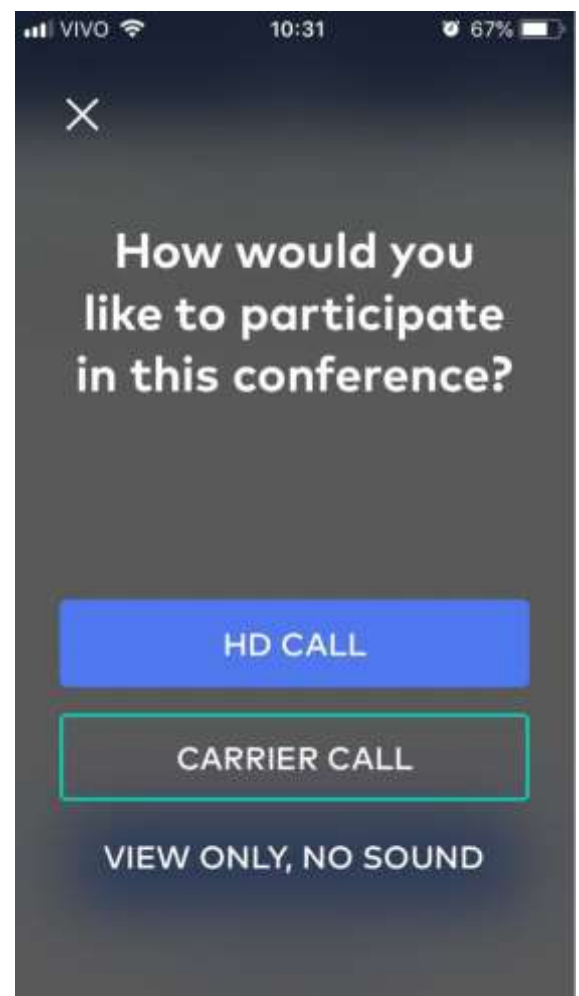 VIVO 10:31 67%
How would you
like to participate
in this conference?
HD CALL
CARRIER CALL
VIEW ONLY, NO SOUND